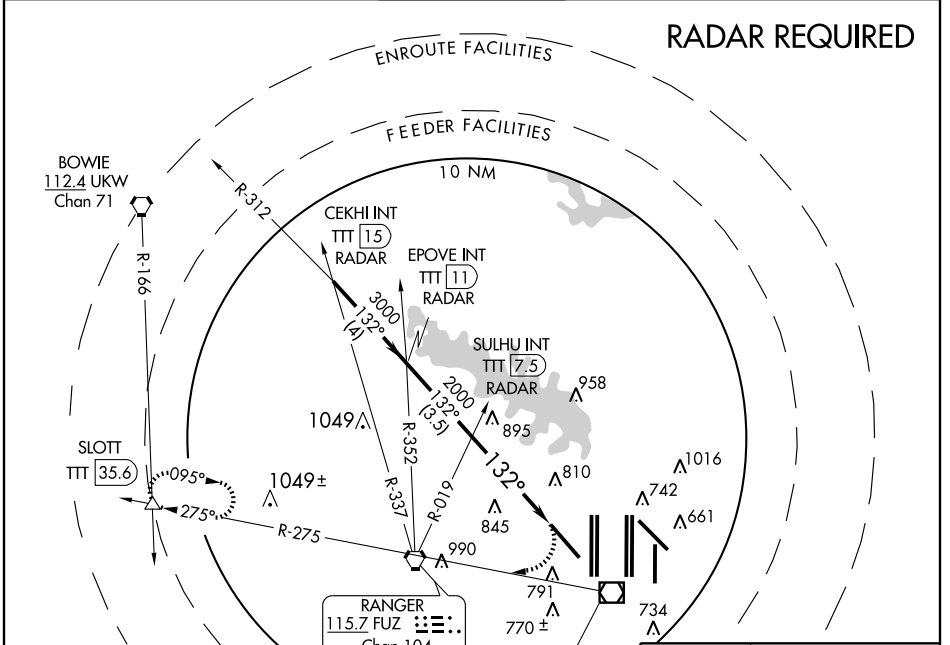 RADAR REQUIRED
ENROUTE FACILITIES
FEEDER FACILITIES
10 NM
BOWIE
112.4 UKW
Chan 71
R-312
CEKHI INT
TTT 15
RADAR
EPOVE INT
TTT 11
RADAR
R-166
3000
132°
(4)
SULHU INT
TTT 7.5
RADAR
2000
132°
(3.5)
958
1049
895
R-352
SLOTT
TTT 35.6
095°
1049±
132°
810
1016
742
R-337
R-019
275°
845
661
R-275
990
791
RANGER
115.7 FUZ
Chan 104
770±
734